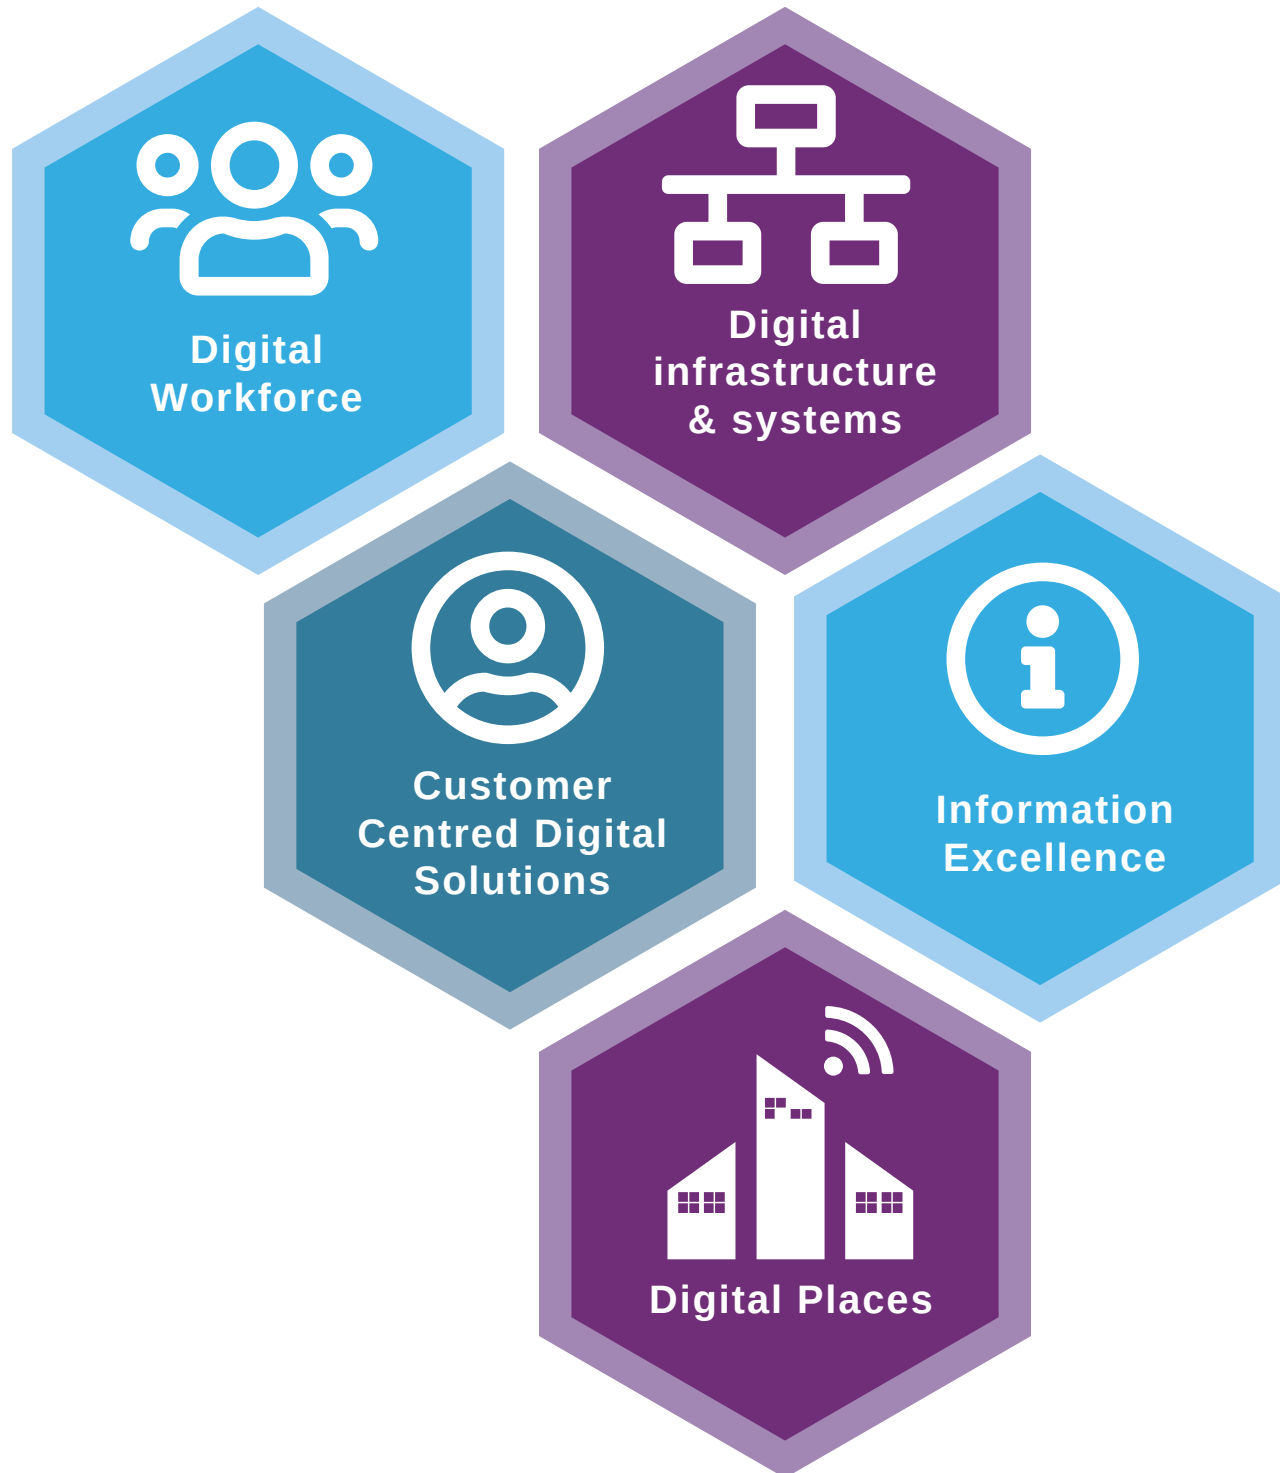 Digital
Workforce
Digital
infrastructure
& systems
Customer
Centred Digital
Solutions
Information
Excellence
Digital Places